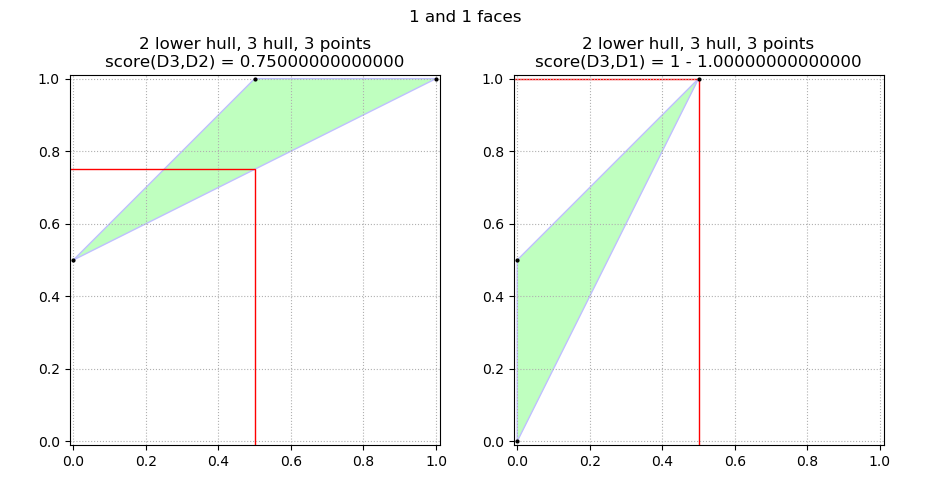 1 and 1 faces
2 lower hull, 3 hull, 3 points
score(D3,D2) = 0.75000000000000
2 lower hull, 3 hull, 3 points
score(D3,D1) = 1 - 1.00000000000000
1.0
0.8
0.6
0.4
0.2
0.0
0.0 0.2 0.4 0.6 0.8 1.0
1.0
0.8
0.6
0.4
0.2
0.0
0.0 0.2 0.4 0.6 0.8 1.0